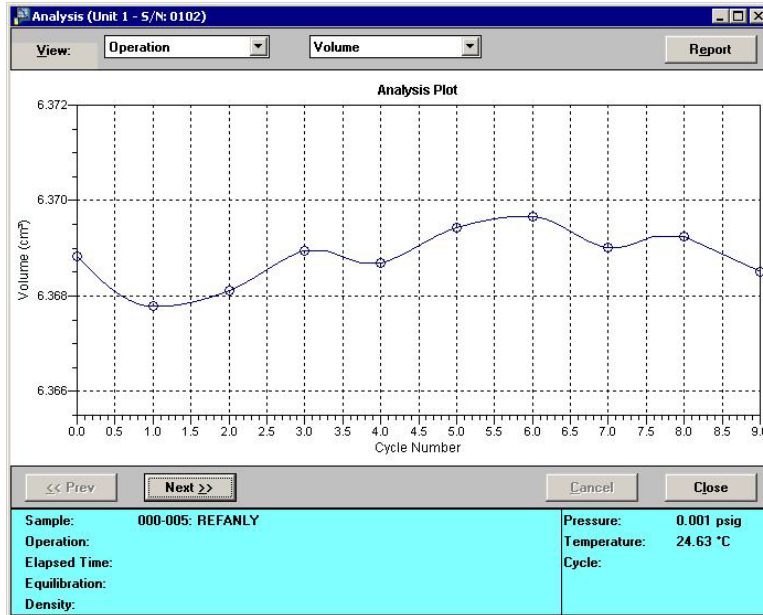 Analysis (Unit 1 - S/N: 0102)
View: Operation Volume Report
Analysis Plot
6.372
6.370
6.368
6.366
Volume (cm³)
0.0 0.5 1.0 1.5 2.0 2.5 3.0 3.5 4.0 4.5 5.0 5.5 6.0 6.5 7.0 7.5 8.0 8.5 9.0
Cycle Number
<< Prev Next >> Cancel Close
Sample: 000-005: REFANLY Pressure: 0.001 psig
Operation: Temperature: 24.63 °C
Elapsed Time: Cycle:
Equilibration:
Density: